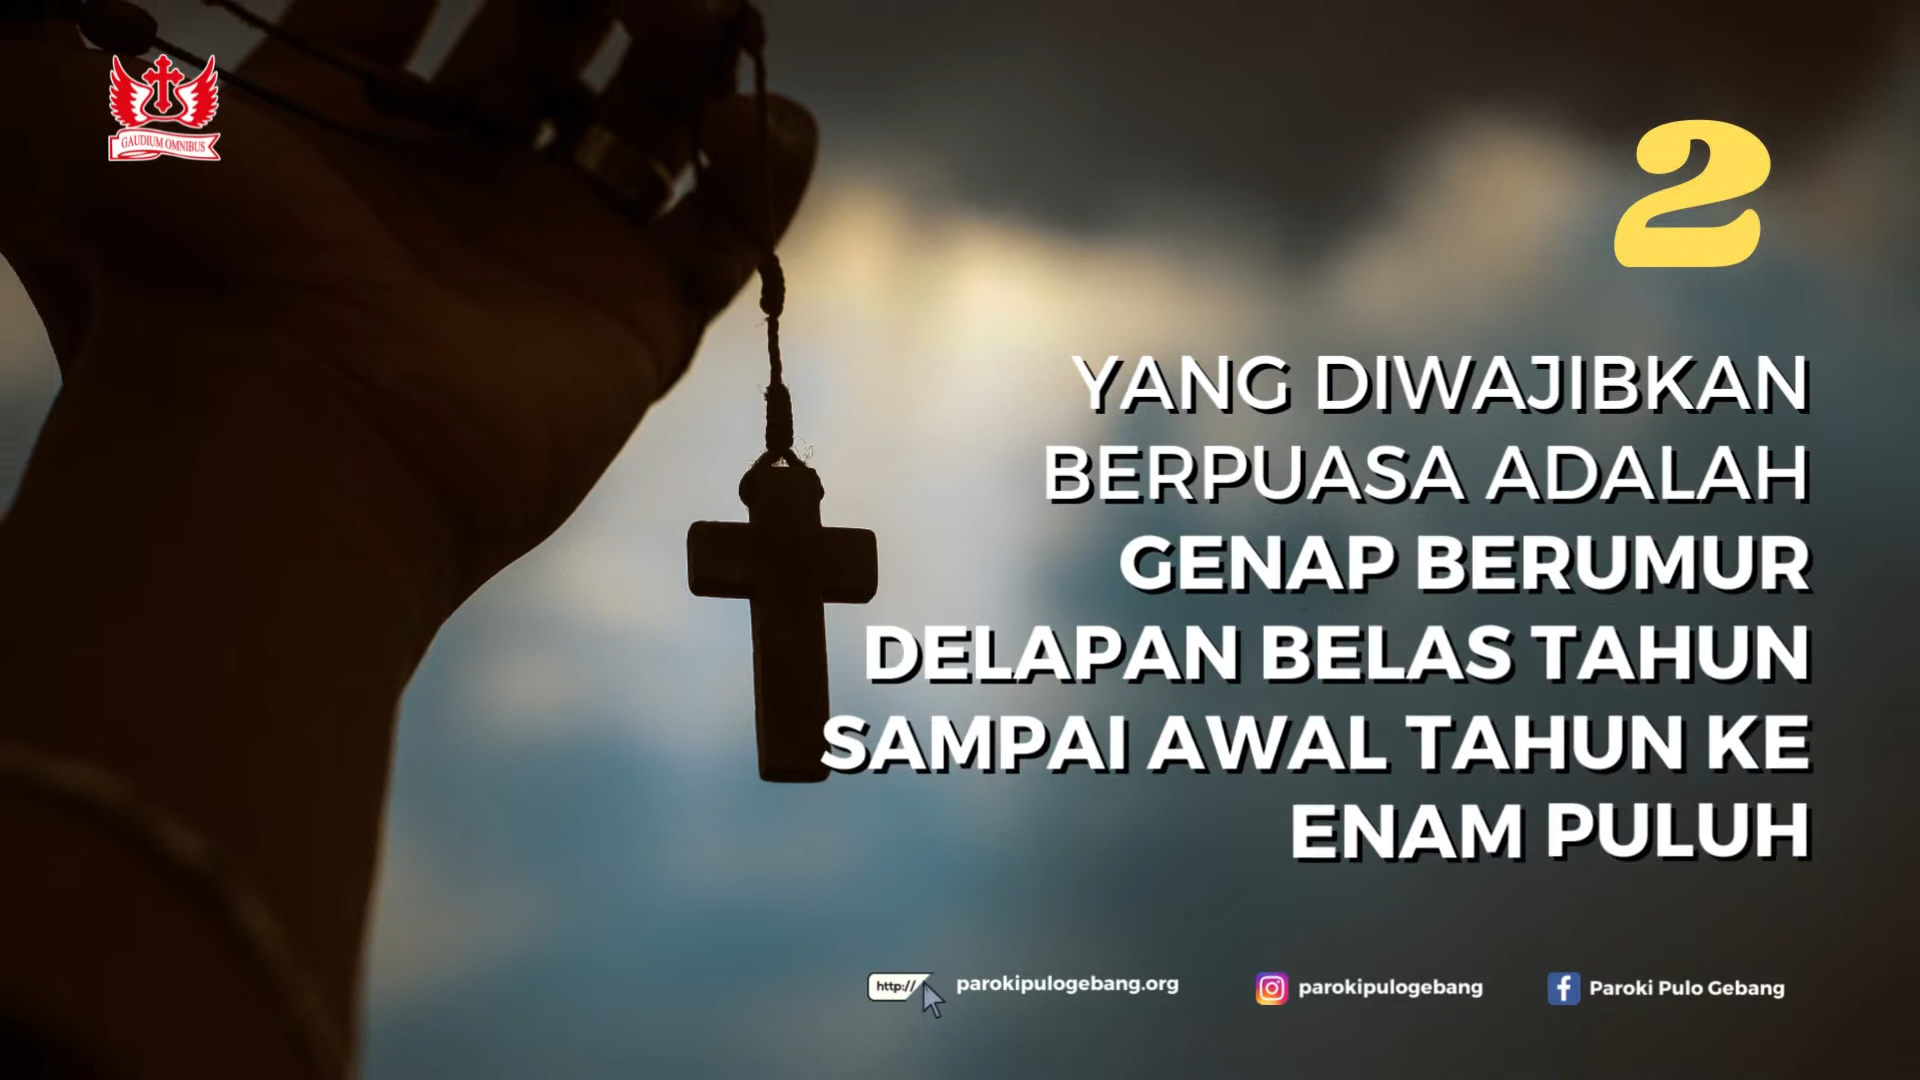 GAUDIUM OMNIBUS
2
YANG DIWAJIBKAN
BERPUASA ADALAH
GENAP BERUMUR
DELAPAN BELAS TAHUN
SAMPAI AWAL TAHUN KE
ENAM PULUH
http:// parokipulogebang.org parokipulogebang Paroki Pulo Gebang